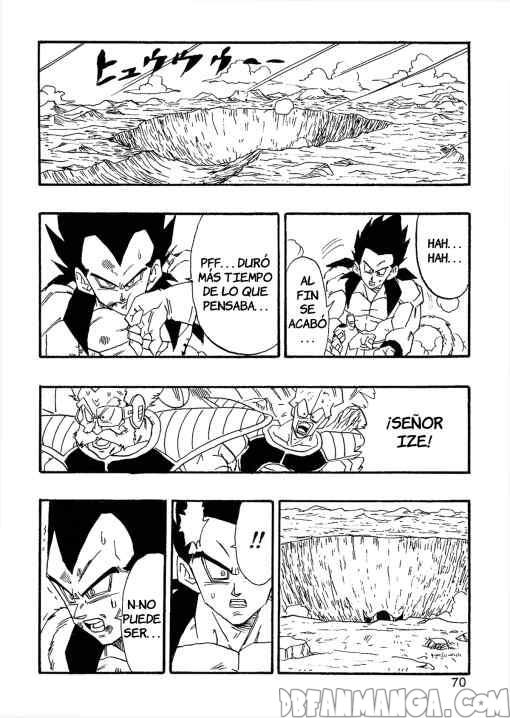 ヒュウウウ〜〜
HAH...
HAH...
AL
FIN SE
ACABÓ...
PFF...DURÓ
MÁS TIEMPO
DE LO QUE
PENSABA...
¡SEÑOR
IZE!
!!
N-NO
PUEDE
SER...
70
DBFANMANGA.COM